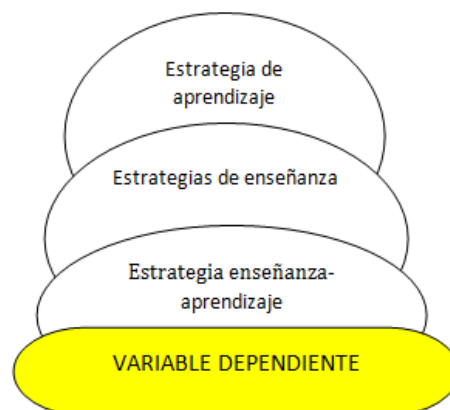 Estrategia de
aprendizaje
Estrategias de enseñanza
Estrategia enseñanza-
aprendizaje
VARIABLE DEPENDIENTE